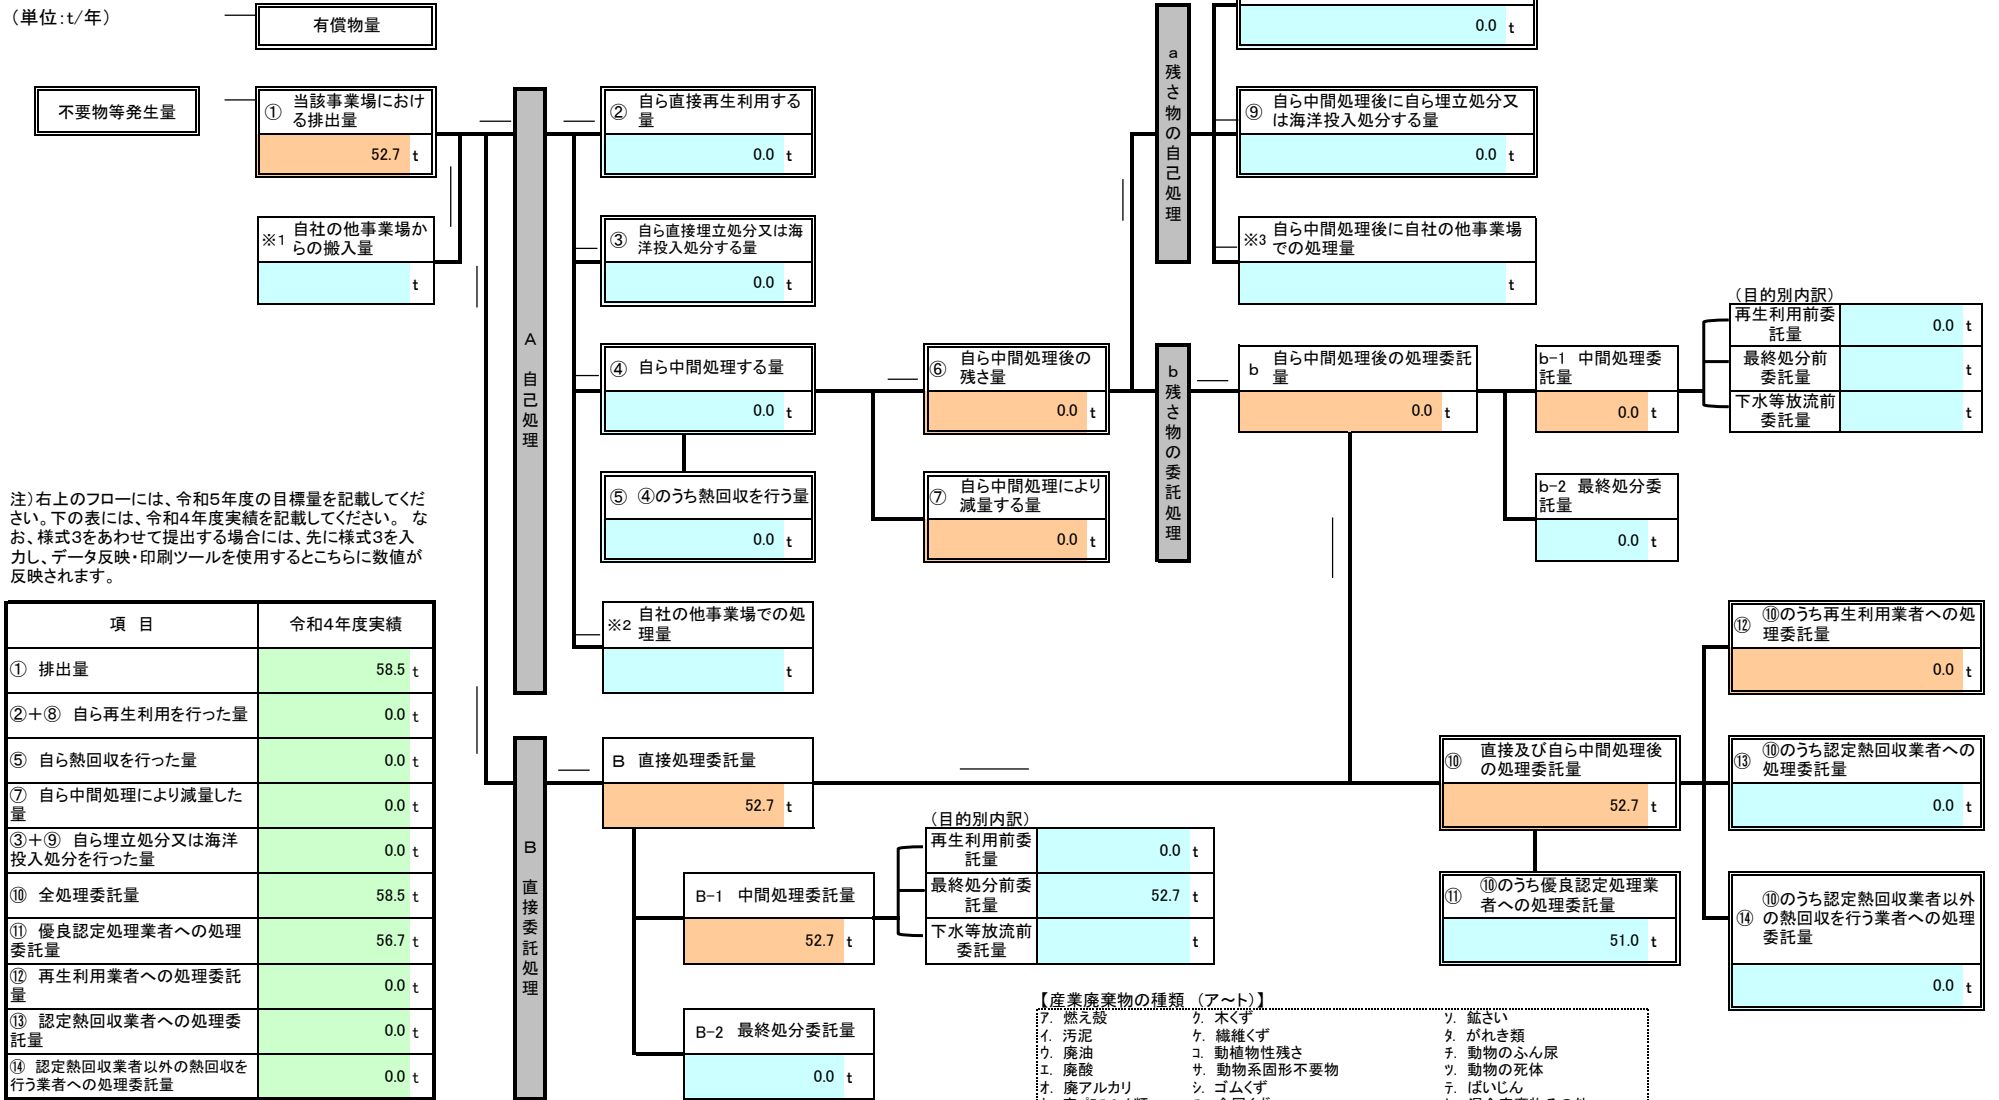 (単位:t/年)
有償物量
不要物等発生量
① 当該事業場におけ
る排出量
52.7 t
※1 自社の他事業場か
らの搬入量
t
A 自己処理
② 自ら直接再生利用する
量
0.0 t
③ 自ら直接埋立処分又は海
洋投入処分する量
0.0 t
④ 自ら中間処理する量
0.0 t
⑤ ④のうち熱回収を行う量
0.0 t
※2 自社の他事業場での処
理量
t
⑥ 自ら中間処理後の
残さ量
0.0 t
⑦ 自ら中間処理により
減量する量
0.0 t
a 残さ物の自己処理
0.0 t
⑨ 自ら中間処理後に自ら埋立処分又
は海洋投入処分する量
0.0 t
※3 自ら中間処理後に自社の他事業場
での処理量
t
b 残さ物の委託処理
b 自ら中間処理後の処理委託
量
0.0 t
b-1 中間処理委
託量
0.0 t
b-2 最終処分委
託量
0.0 t
(目的別内訳)
再生利用前委
託量
0.0 t
最終処分前
委託量
t
下水等放流前
委託量
t
注)右上のフローには、令和5年度の目標量を記載してくだ
さい。下の表には、令和4年度実績を記載してください。 な
お、様式3をあわせて提出する場合には、先に様式3を入
力し、データ反映・印刷ツールを使用するとこちらに数値が
反映されます。
項 目 令和4年度実績
① 排出量 58.5 t
②+⑧ 自ら再生利用を行った量 0.0 t
⑤ 自ら熱回収を行った量 0.0 t
⑦ 自ら中間処理により減量した
量 0.0 t
③+⑨ 自ら埋立処分又は海洋
投入処分を行った量 0.0 t
⑩ 全処理委託量 58.5 t
⑪ 優良認定処理業者への処理
委託量 56.7 t
⑫ 再生利用業者への処理委託
量 0.0 t
⑬ 認定熱回収業者への処理委
託量 0.0 t
⑭ 認定熱回収業者以外の熱回収を
行う業者への処理委託量 0.0 t
B 直接委託処理
B 直接処理委託量
52.7 t
B-1 中間処理委託量
52.7 t
B-2 最終処分委託量
0.0 t
(目的別内訳)
再生利用前委
託量
0.0 t
最終処分前委
託量
52.7 t
下水等放流前
委託量
t
⑩ 直接及び自ら中間処理後
の処理委託量
52.7 t
⑪ ⑩のうち優良認定処理業
者への処理委託量
51.0 t
⑫ ⑩のうち再生利用業者への処
理委託量
0.0 t
⑬ ⑩のうち認定熱回収業者への
処理委託量
0.0 t
⑭ ⑩のうち認定熱回収業者以外
の熱回収を行う業者への処理
委託量
0.0 t
【産業廃棄物の種類 (ア~ト)】
ア. 燃え殻 ク. 木くず ソ. 鉱さい
イ. 汚泥 ケ. 繊維くず タ. がれき類
ウ. 廃油 コ. 動植物性残さ チ. 動物のふん尿
エ. 廃酸 サ. 動物系固形不要物 ツ. 動物の死体
オ. 廃アルカリ シ. ゴムくず テ. ばいじん